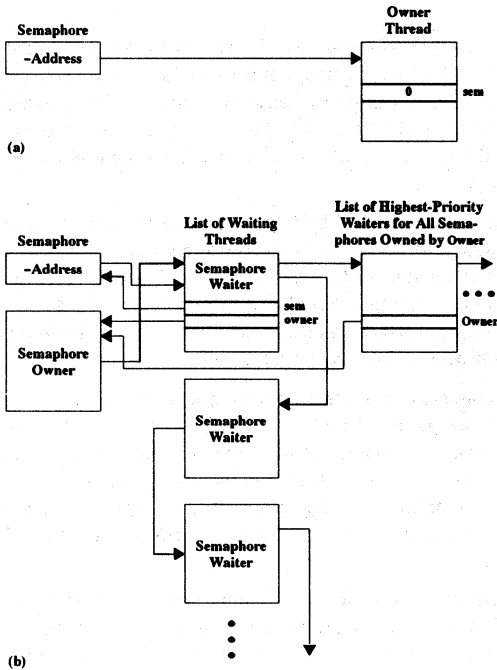 Semaphore
Owner
Thread
–Address
0
sem
(a)
List of Highest-Priority
Waiters for All Sema-
phores Owned by Owner
List of Waiting
Threads
Semaphore
–Address
Semaphore
Waiter
sem
owner
Owner
Semaphore
Owner
Semaphore
Waiter
Semaphore
Waiter
(b)